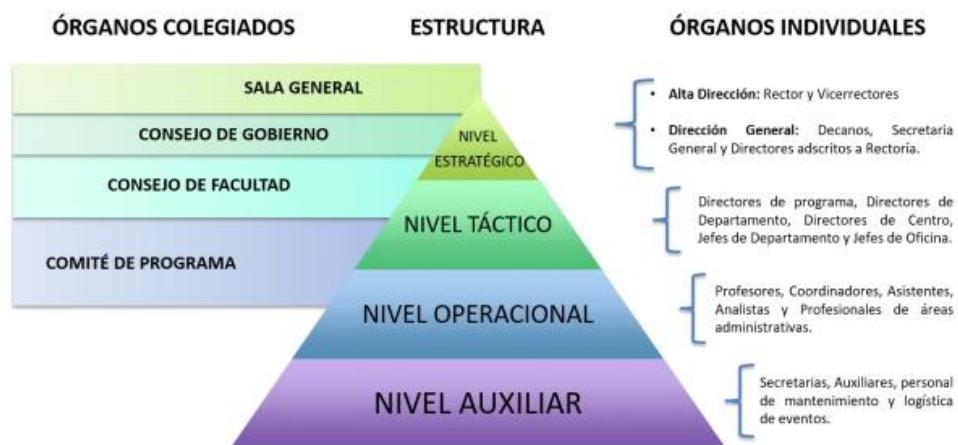 ÓRGANOS COLEGIADOS
ESTRUCTURA
ÓRGANOS INDIVIDUALES
SALA GENERAL
CONSEJO DE GOBIERNO
CONSEJO DE FACULTAD
COMITÉ DE PROGRAMA
NIVEL
ESTRATÉGICO
NIVEL TÁCTICO
NIVEL OPERACIONAL
NIVEL AUXILIAR
• Alta Dirección: Rector y Vicerrectores
• Dirección General: Decanos, Secretaria
General y Directores adscritos a Rectoría.
Directores de programa, Directores de
Departamento, Directores de Centro,
Jefes de Departamento y Jefes de Oficina.
Profesores, Coordinadores, Asistentes,
Analistas y Profesionales de áreas
administrativas.
Secretarias, Auxiliares, personal
de mantenimiento y logística
de eventos.